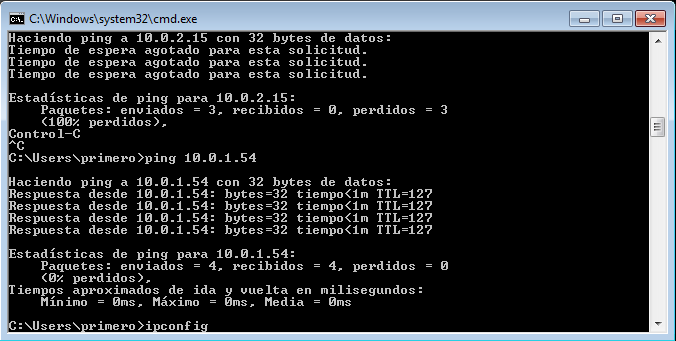 C:\Windows\system32\cmd.exe
Haciendo ping a 10.0.2.15 con 32 bytes de datos:
Tiempo de espera agotado para esta solicitud.
Tiempo de espera agotado para esta solicitud.
Tiempo de espera agotado para esta solicitud.
Estadísticas de ping para 10.0.2.15:
    Paquetes: enviados = 3, recibidos = 0, perdidos = 3
    (100% perdidos),
Control-C
^C
C:\Users\primero>ping 10.0.1.54
Haciendo ping a 10.0.1.54 con 32 bytes de datos:
Respuesta desde 10.0.1.54: bytes=32 tiempo<1m TTL=127
Respuesta desde 10.0.1.54: bytes=32 tiempo<1m TTL=127
Respuesta desde 10.0.1.54: bytes=32 tiempo<1m TTL=127
Respuesta desde 10.0.1.54: bytes=32 tiempo<1m TTL=127
Estadísticas de ping para 10.0.1.54:
    Paquetes: enviados = 4, recibidos = 4, perdidos = 0
    (0% perdidos),
Tiempos aproximados de ida y vuelta en milisegundos:
    Mínimo = 0ms, Máximo = 0ms, Media = 0ms
C:\Users\primero>ipconfig